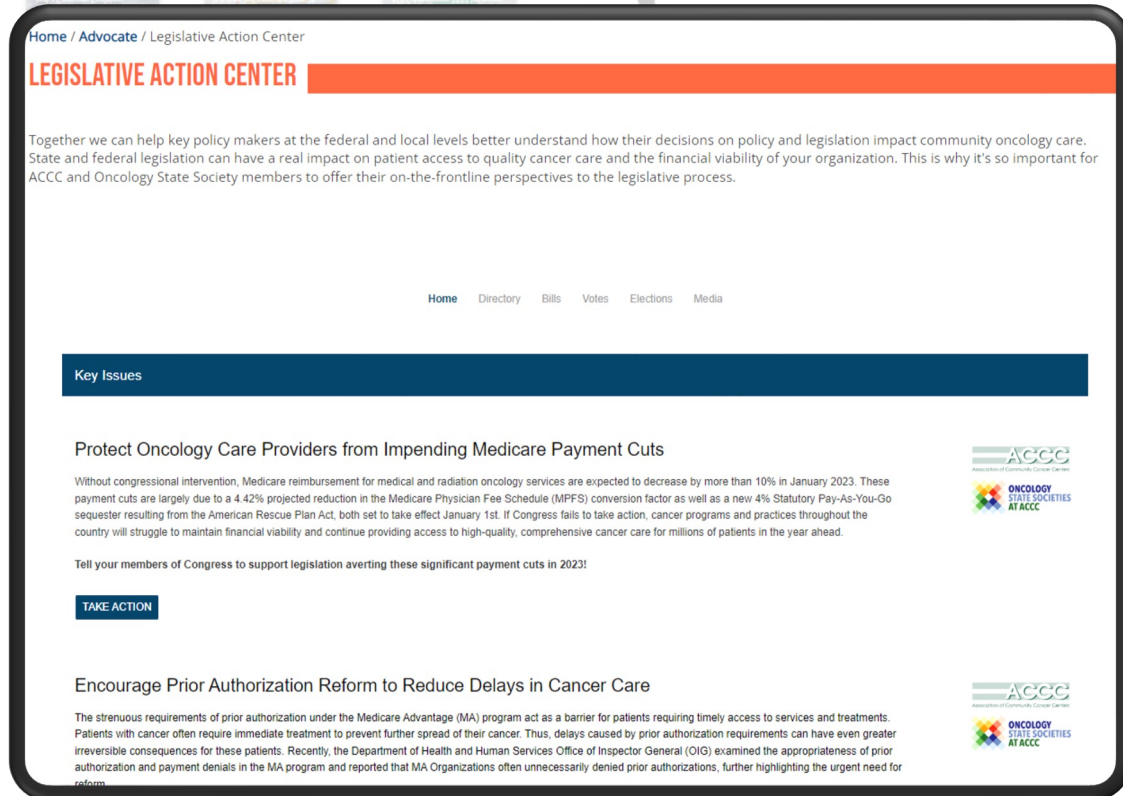 Home / Advocate / Legislative Action Center
LEGISLATIVE ACTION CENTER
Together we can help key policy makers at the federal and local levels better understand how their decisions on policy and legislation impact community oncology care.
State and federal legislation can have a real impact on patient access to quality cancer care and the financial viability of your organization. This is why it's so important for
ACCC and Oncology State Society members to offer their on-the-frontline perspectives to the legislative process.
Home Directory Bills Votes Elections Media
Key Issues
Protect Oncology Care Providers from Impending Medicare Payment Cuts
Without congressional intervention, Medicare reimbursement for medical and radiation oncology services are expected to decrease by more than 10% in January 2023. These
payment cuts are largely due to a 4.42% projected reduction in the Medicare Physician Fee Schedule (MPFS) conversion factor as well as a new 4% Statutory Pay-As-You-Go
sequester resulting from the American Rescue Plan Act, both set to take effect January 1st. If Congress fails to take action, cancer programs and practices throughout the
country will struggle to maintain financial viability and continue providing access to high-quality, comprehensive cancer care for millions of patients in the year ahead.
Tell your members of Congress to support legislation averting these significant payment cuts in 2023!
TAKE ACTION
ACCC
Association of Community Cancer Centers
ONCOLOGY
STATE SOCIETIES
AT ACCC
Encourage Prior Authorization Reform to Reduce Delays in Cancer Care
The strenuous requirements of prior authorization under the Medicare Advantage (MA) program act as a barrier for patients requiring timely access to services and treatments.
Patients with cancer often require immediate treatment to prevent further spread of their cancer. Thus, delays caused by prior authorization requirements can have even greater
irreversible consequences for these patients. Recently, the Department of Health and Human Services Office of Inspector General (OIG) examined the appropriateness of prior
authorization and payment denials in the MA program and reported that MA Organizations often unnecessarily denied prior authorizations, further highlighting the urgent need for
reform
ACCC
Association of Community Cancer Centers
ONCOLOGY
STATE SOCIETIES
AT ACCC